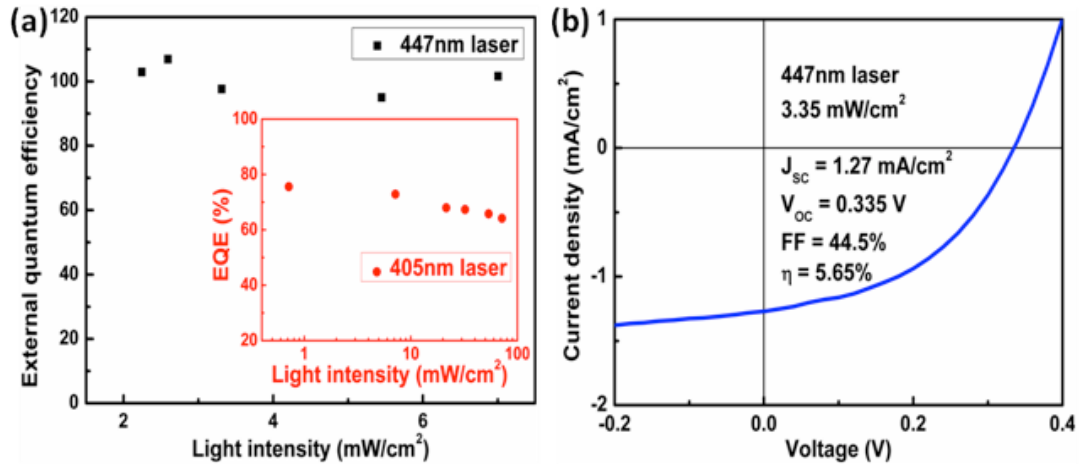 (a)
External quantum efficiency
120
100
80
60
40
20
0
2
4
6
Light intensity (mW/cm²)
447nm laser
EQE (%)
100
80
60
40
20
1
10
100
Light intensity (mW/cm²)
405nm laser
(b)
Current density (mA/cm²)
1
0
-1
-2
-0.2
0.0
0.2
0.4
Voltage (V)
447nm laser
3.35 mW/cm²
J_SC = 1.27 mA/cm²
V_OC = 0.335 V
FF = 44.5%
η = 5.65%